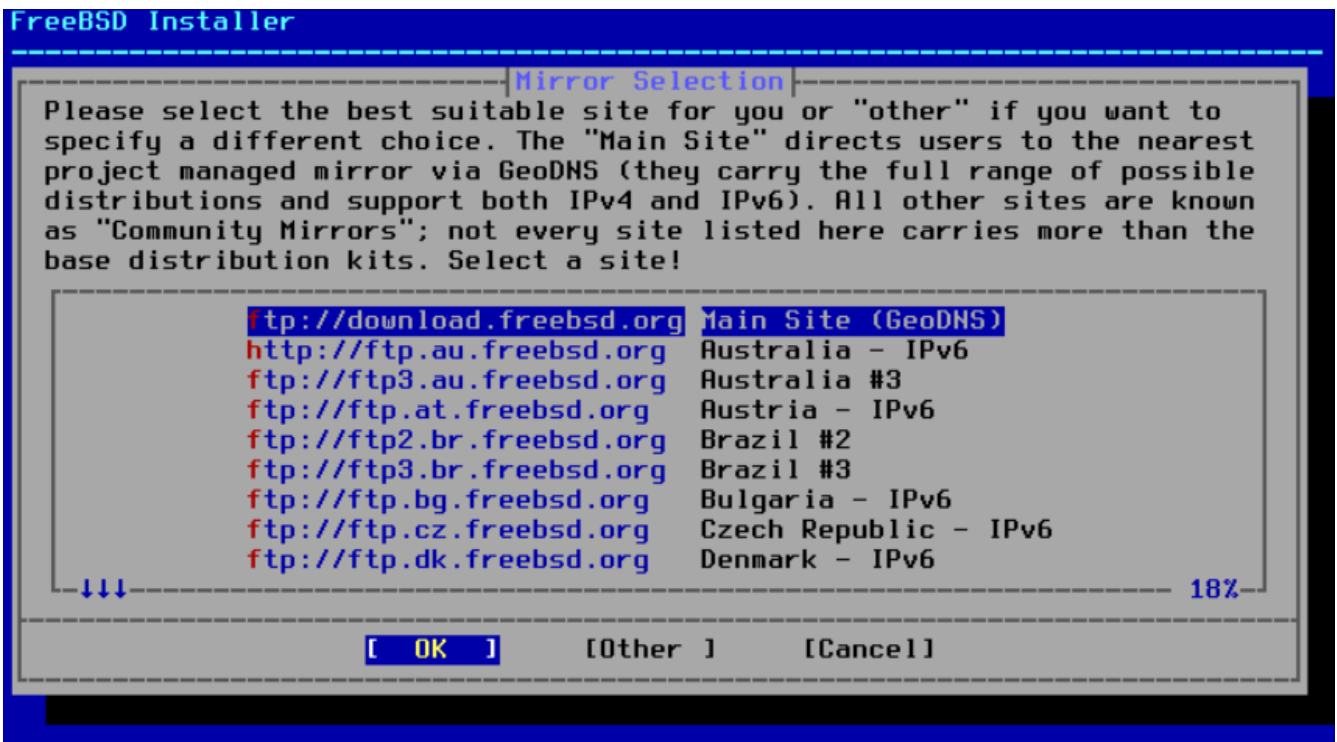 FreeBSD Installer
Mirror Selection
Please select the best suitable site for you or "other" if you want to
specify a different choice. The "Main Site" directs users to the nearest
project managed mirror via GeoDNS (they carry the full range of possible
distributions and support both IPv4 and IPv6). All other sites are known
as "Community Mirrors"; not every site listed here carries more than the
base distribution kits. Select a site!
ftp://download.freebsd.org Main Site (GeoDNS)
http://ftp.au.freebsd.org Australia - IPv6
ftp://ftp3.au.freebsd.org Australia #3
ftp://ftp.at.freebsd.org Austria - IPv6
ftp://ftp2.br.freebsd.org Brazil #2
ftp://ftp3.br.freebsd.org Brazil #3
ftp://ftp.bg.freebsd.org Bulgaria - IPv6
ftp://ftp.cz.freebsd.org Czech Republic - IPv6
ftp://ftp.dk.freebsd.org Denmark - IPv6
↓↓↓ 18%
[ OK ] [Other ] [Cancel]